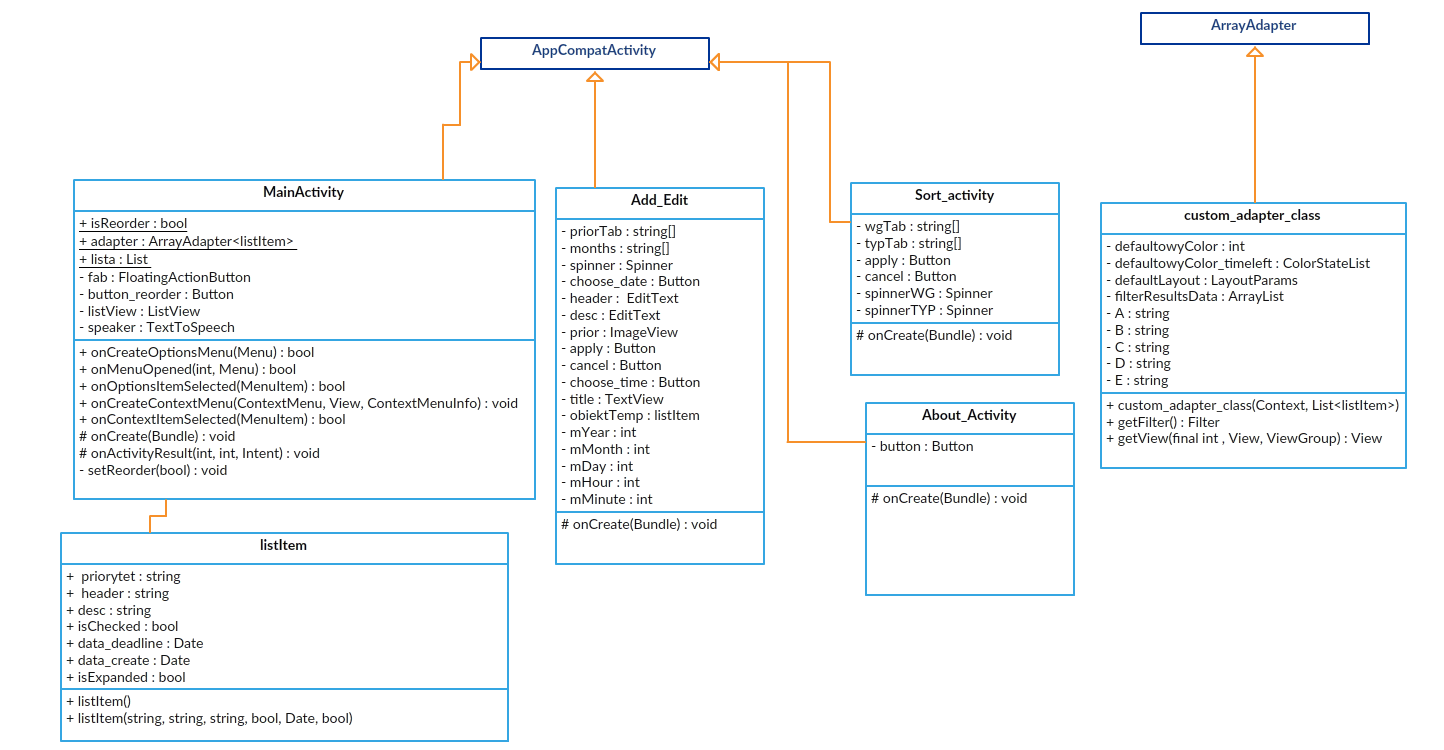 AppCompatActivity
ArrayAdapter
MainActivity
+ isReorder : bool
+ adapter : ArrayAdapter<listItem>
+ lista : List
- fab : FloatingActionButton
- button_reorder : Button
- listView : ListView
- speaker : TextToSpeech
+ onCreateOptionsMenu(Menu) : bool
+ onMenuOpened(int, Menu) : bool
+ onOptionsItemSelected(MenuItem) : bool
+ onCreateContextMenu(ContextMenu, View, ContextMenuInfo) : void
+ onContextItemSelected(MenuItem) : bool
# onCreate(Bundle) : void
# onActivityResult(int, int, Intent) : void
- setReorder(bool) : void
Add_Edit
- priorTab : string[]
- months : string[]
- spinner : Spinner
- choose_date : Button
- header :  EditText
- desc : EditText
- prior : ImageView
- apply : Button
- cancel : Button
- choose_time : Button
- title : TextView
- obiektTemp : listItem
- mYear : int
- mMonth : int
- mDay : int
- mHour : int
- mMinute : int
# onCreate(Bundle) : void
Sort_activity
- wgTab : string[]
- typTab : string[]
- apply : Button
- cancel : Button
- spinnerWG : Spinner
- spinnerTYP : Spinner
# onCreate(Bundle) : void
custom_adapter_class
- defaultowyColor : int
- defaultowyColor_timeleft : ColorStateList
- defaultLayout : LayoutParams
- filterResultsData : ArrayList
- A : string
- B : string
- C : string
- D : string
- E : string
+ custom_adapter_class(Context, List<listItem>)
+ getFilter() : Filter
+ getView(final int , View, ViewGroup) : View
About_Activity
- button : Button
# onCreate(Bundle) : void
listItem
+  priorytet : string
+  header : string
+ desc : string
+ isChecked : bool
+ data_deadline : Date
+ data_create : Date
+ isExpanded : bool
+ listItem()
+ listItem(string, string, string, bool, Date, bool)